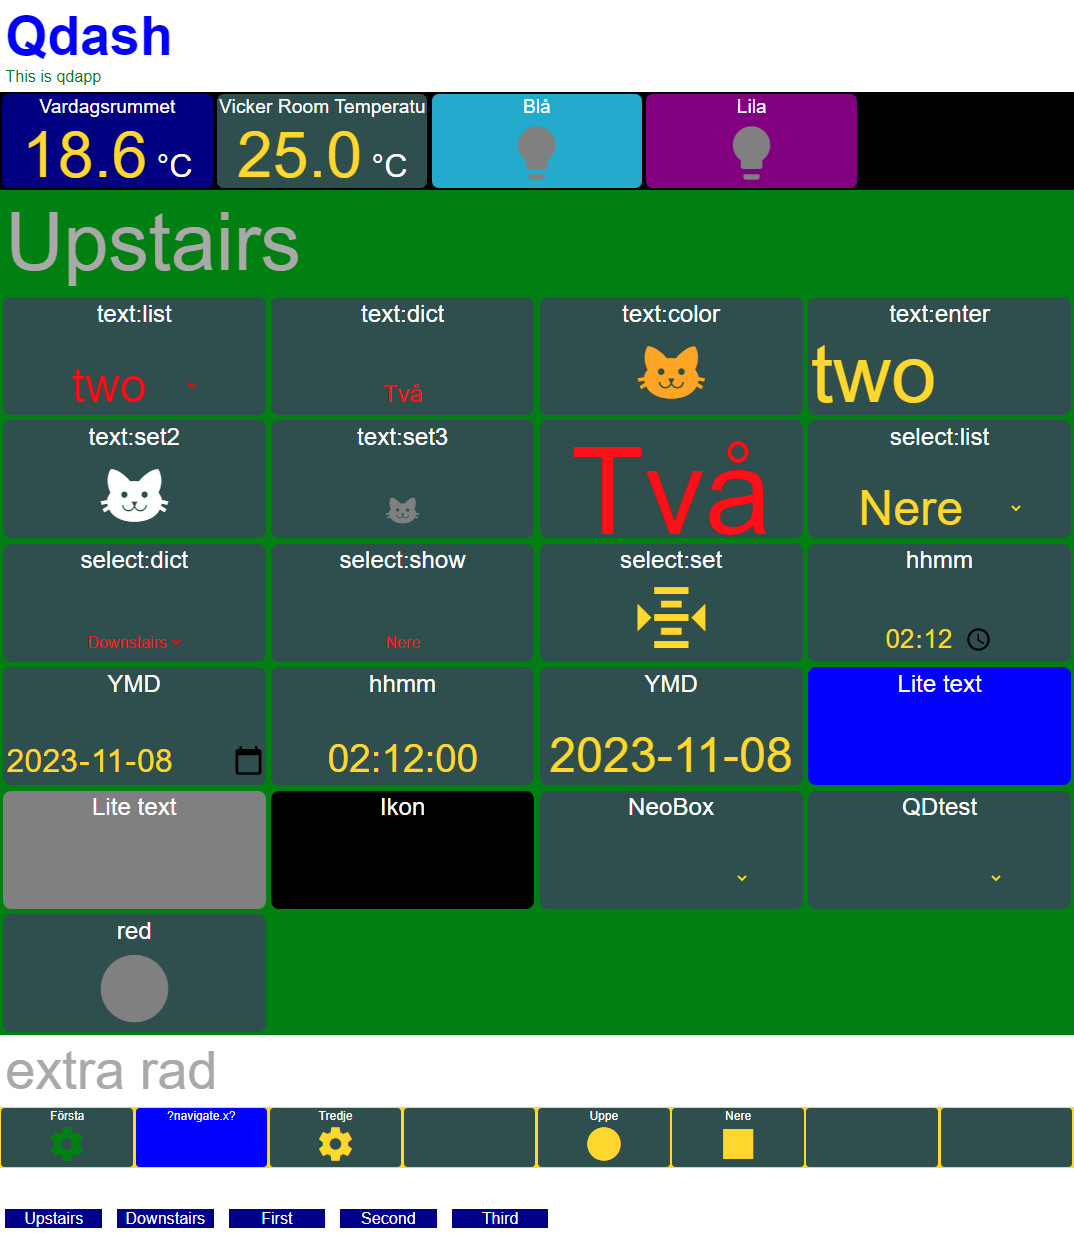 Qdash
This is qdapp
Vardagsrummet
Vicker Room Temperatu
Blå
Lila
18.6 °C
25.0 °C
Upstairs
text:list
text:dict
text:color
text:enter
two
Två
two
text:set2
text:set3
select:list
Två
Nere
select:dict
select:show
select:set
hhmm
Downstairs
Nere
02:12
YMD
hhmm
YMD
Lite text
2023-11-08
02:12:00
2023-11-08
Lite text
Ikon
NeoBox
QDtest
red
extra rad
Första
?navigate.x?
Tredje
Uppe
Nere
Upstairs
Downstairs
First
Second
Third